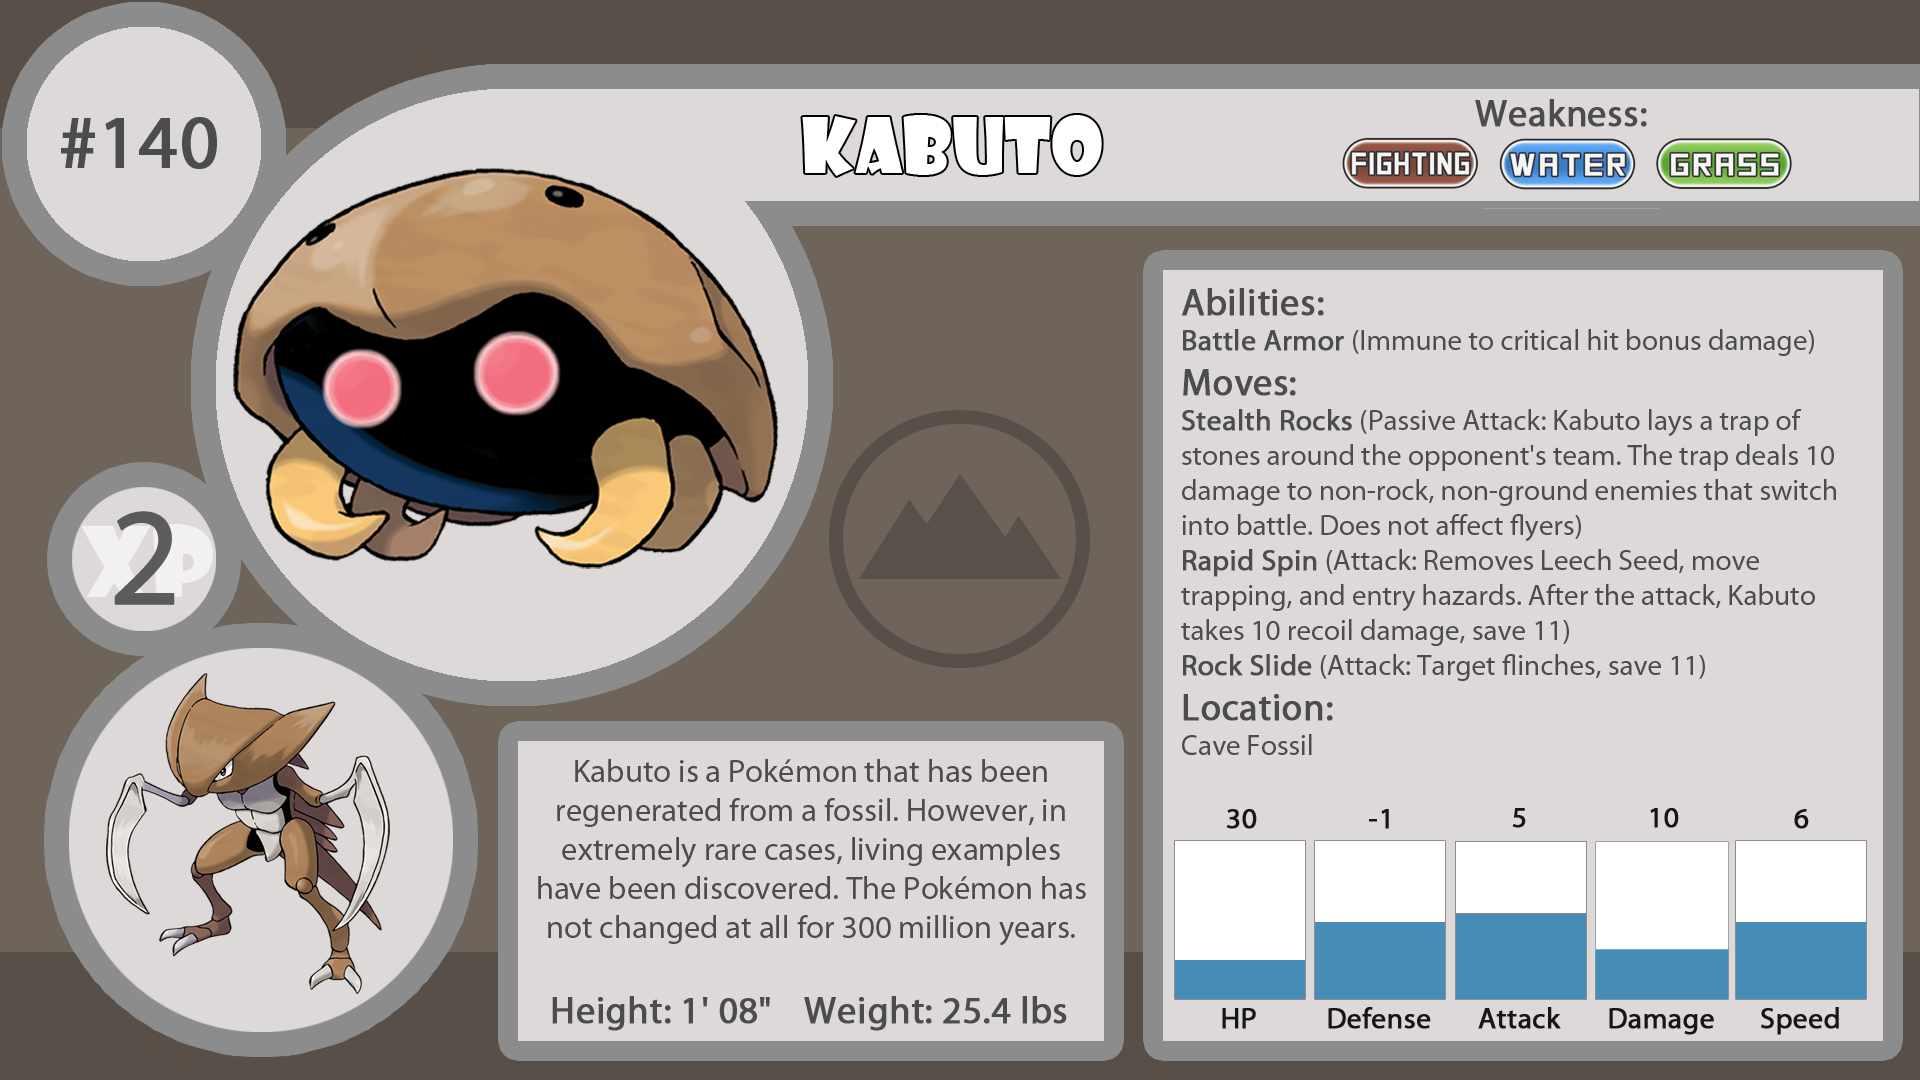 #140
KABUTO
Weakness:
FIGHTING WATER GRASS
XP
2
Abilities:
Battle Armor (Immune to critical hit bonus damage)
Moves:
Stealth Rocks (Passive Attack: Kabuto lays a trap of
stones around the opponent's team. The trap deals 10
damage to non-rock, non-ground enemies that switch
into battle. Does not affect flyers)
Rapid Spin (Attack: Removes Leech Seed, move
trapping, and entry hazards. After the attack, Kabuto
takes 10 recoil damage, save 11)
Rock Slide (Attack: Target flinches, save 11)
Location:
Cave Fossil
30 -1 5 10 6
HP Defense Attack Damage Speed
Kabuto is a Pokémon that has been
regenerated from a fossil. However, in
extremely rare cases, living examples
have been discovered. The Pokémon has
not changed at all for 300 million years.
Height: 1' 08" Weight: 25.4 lbs